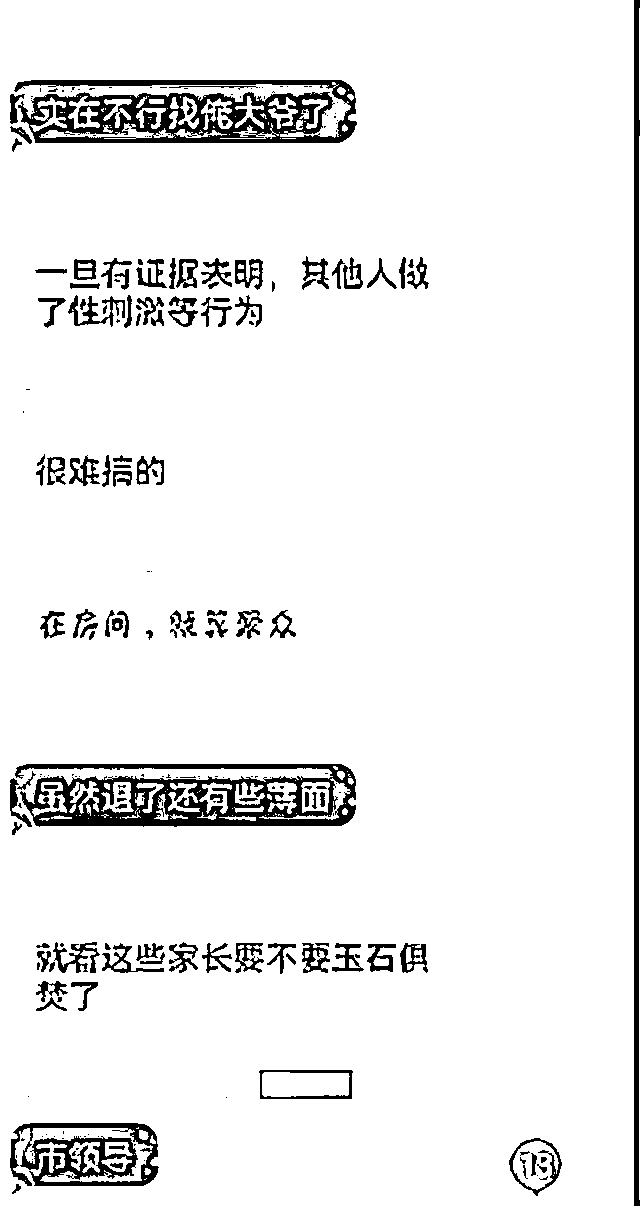 实在不行找俺大爷了
一旦有证据表明，其他人做
了性刺激等行为
很难搞的
在房间，就算聚众
虽然退了还有些薄面
就看这些家长要不要玉石俱
焚了
市领导
18